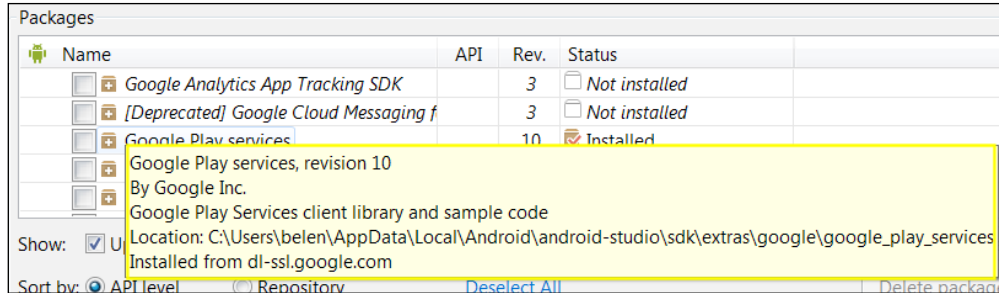 Packages
Name API Rev. Status
Google Analytics App Tracking SDK 3 Not installed
[Deprecated] Google Cloud Messaging f 3 Not installed
Google Play services 10 Installed
Google Play services, revision 10
By Google Inc.
Google Play Services client library and sample code
Location: C:\Users\belen\AppData\Local\Android\android-studio\sdk\extras\google\google_play_services
Show: U
Installed from dl-ssl.google.com
Sort by: API level Repository Deselect All Delete packag